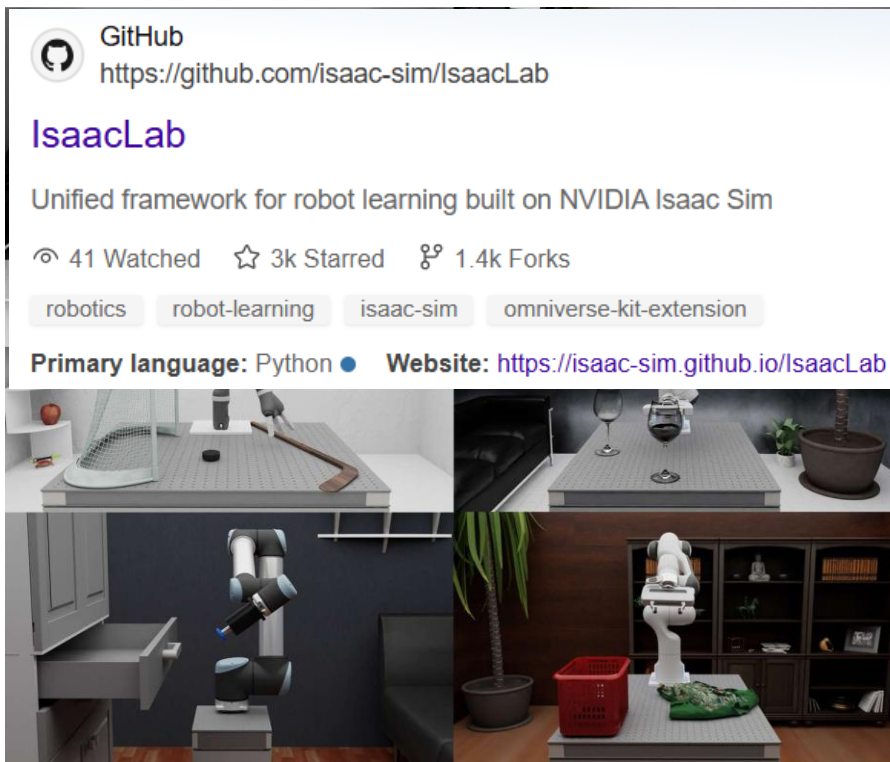 GitHub
https://github.com/isaac-sim/IsaacLab
IsaacLab
Unified framework for robot learning built on NVIDIA Isaac Sim
41 Watched 3k Starred 1.4k Forks
robotics robot-learning isaac-sim omniverse-kit-extension
Primary language: Python Website: https://isaac-sim.github.io/IsaacLab